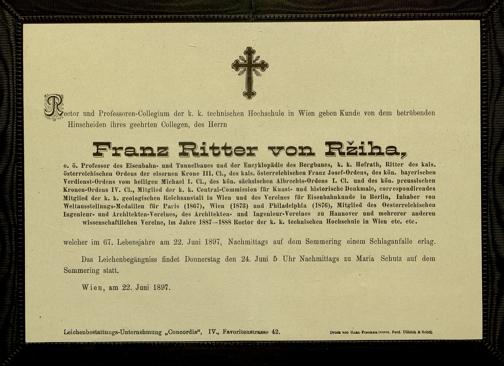 Rector und Professoren-Collegium der k. k. technischen Hochschule in Wien geben Kunde von dem betrübenden
Hinscheiden ihres geehrten Collegen, des Herrn
Franz Ritter von Ržiha,
o. ö. Professor des Eisenbahn- und Tunnelbaues und der Enzyklopädie des Bergbaues, k. k. Hofrath, Ritter des kais.
österreichischen Ordens der eisernen Krone III. Cl., des kais. österreichischen Franz Josef-Ordens, des kön. bayerischen
Verdienst-Ordens vom heiligen Michael I. Cl., des kön. sächsischen Albrechts-Ordens I. Cl. und des kön. preussischen
Kronen-Ordens IV. Cl., Mitglied der k. k. Central-Commission für Kunst- und historische Denkmale, correspondirendes
Mitglied der k. k. geologischen Reichsanstalt in Wien und des Vereines für Eisenbahnkunde in Berlin, Inhaber von
Weltausstellungs-Medaillen für Paris (1867), Wien (1873) und Philadelphia (1876), Mitglied des Oesterreichischen
Ingenieur- und Architekten-Vereines, des Architekten- und Ingenieur-Vereines zu Hannover und mehrerer anderen
wissenschaftlichen Vereine, im Jahre 1887–1888 Rector der k. k. technischen Hochschule in Wien etc. etc.
welcher im 67. Lebensjahre am 22. Juni 1897, Nachmittags auf dem Semmering einem Schlaganfalle erlag.
Das Leichenbegängniss findet Donnerstag den 24. Juni 5 Uhr Nachmittags zu Maria Schutz auf dem
Semmering statt.
Wien, am 22. Juni 1897.
Leichenbestattungs-Unternehmung „Concordia", IV., Favoritenstrasse 42.
Druck von